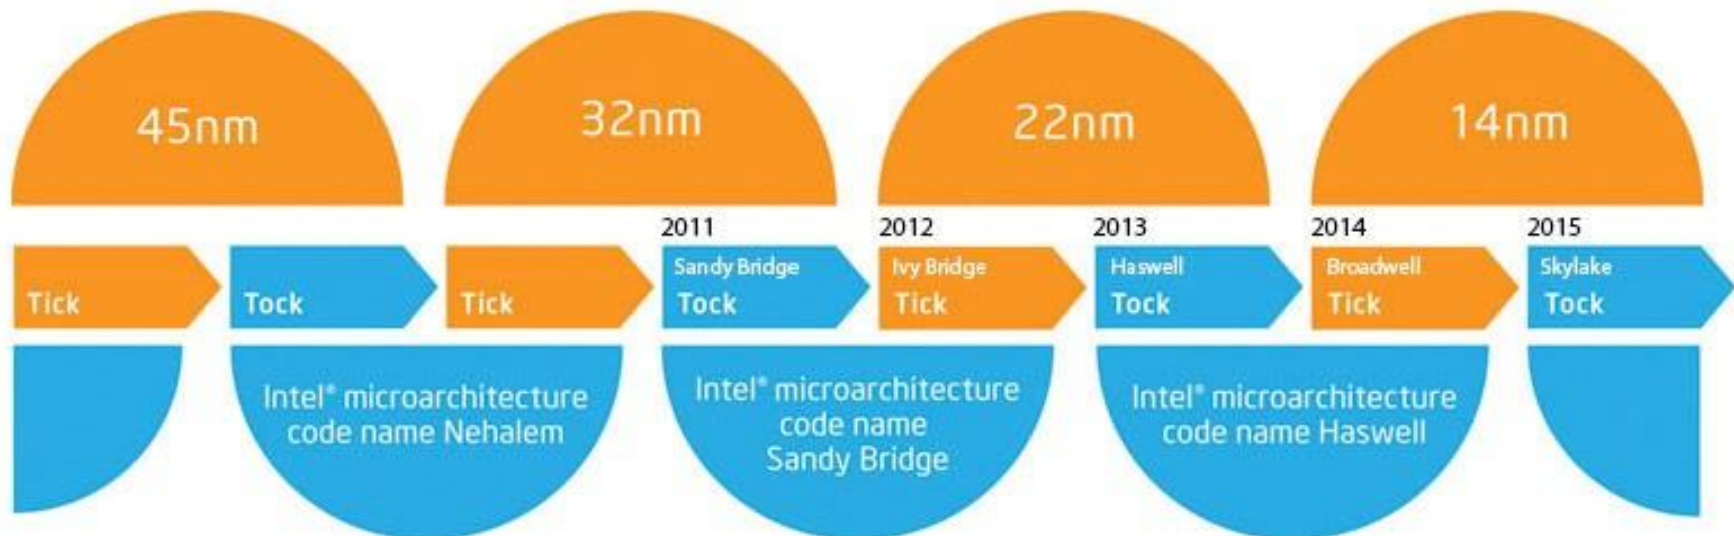 45nm
32nm
22nm
14nm
2011
2012
2013
2014
2015
Tick
Tock
Tick
Sandy Bridge
Tock
Ivy Bridge
Tick
Haswell
Tock
Broadwell
Tick
Skylake
Tock
Intel® microarchitecture
code name Nehalem
Intel® microarchitecture
code name
Sandy Bridge
Intel® microarchitecture
code name Haswell